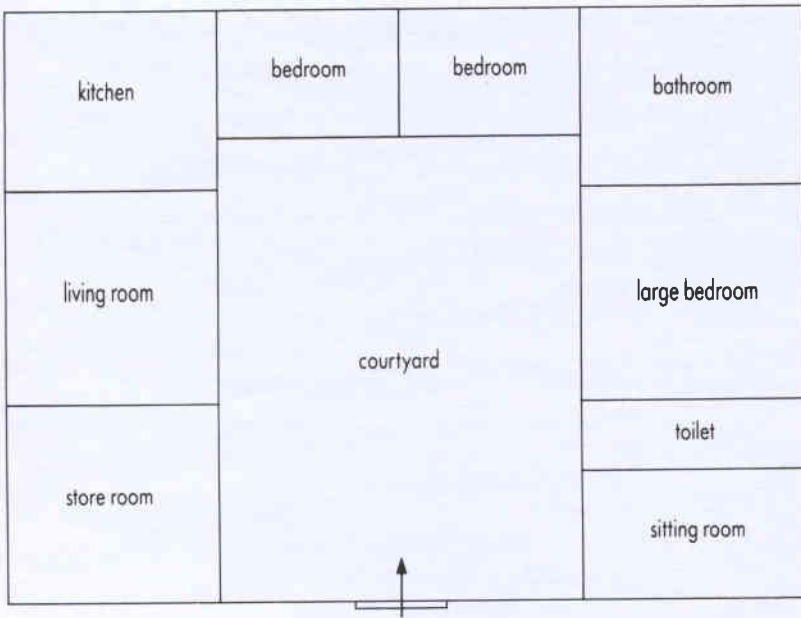 kitchen
bedroom
bedroom
bathroom
living room
large bedroom
courtyard
toilet
store room
sitting room